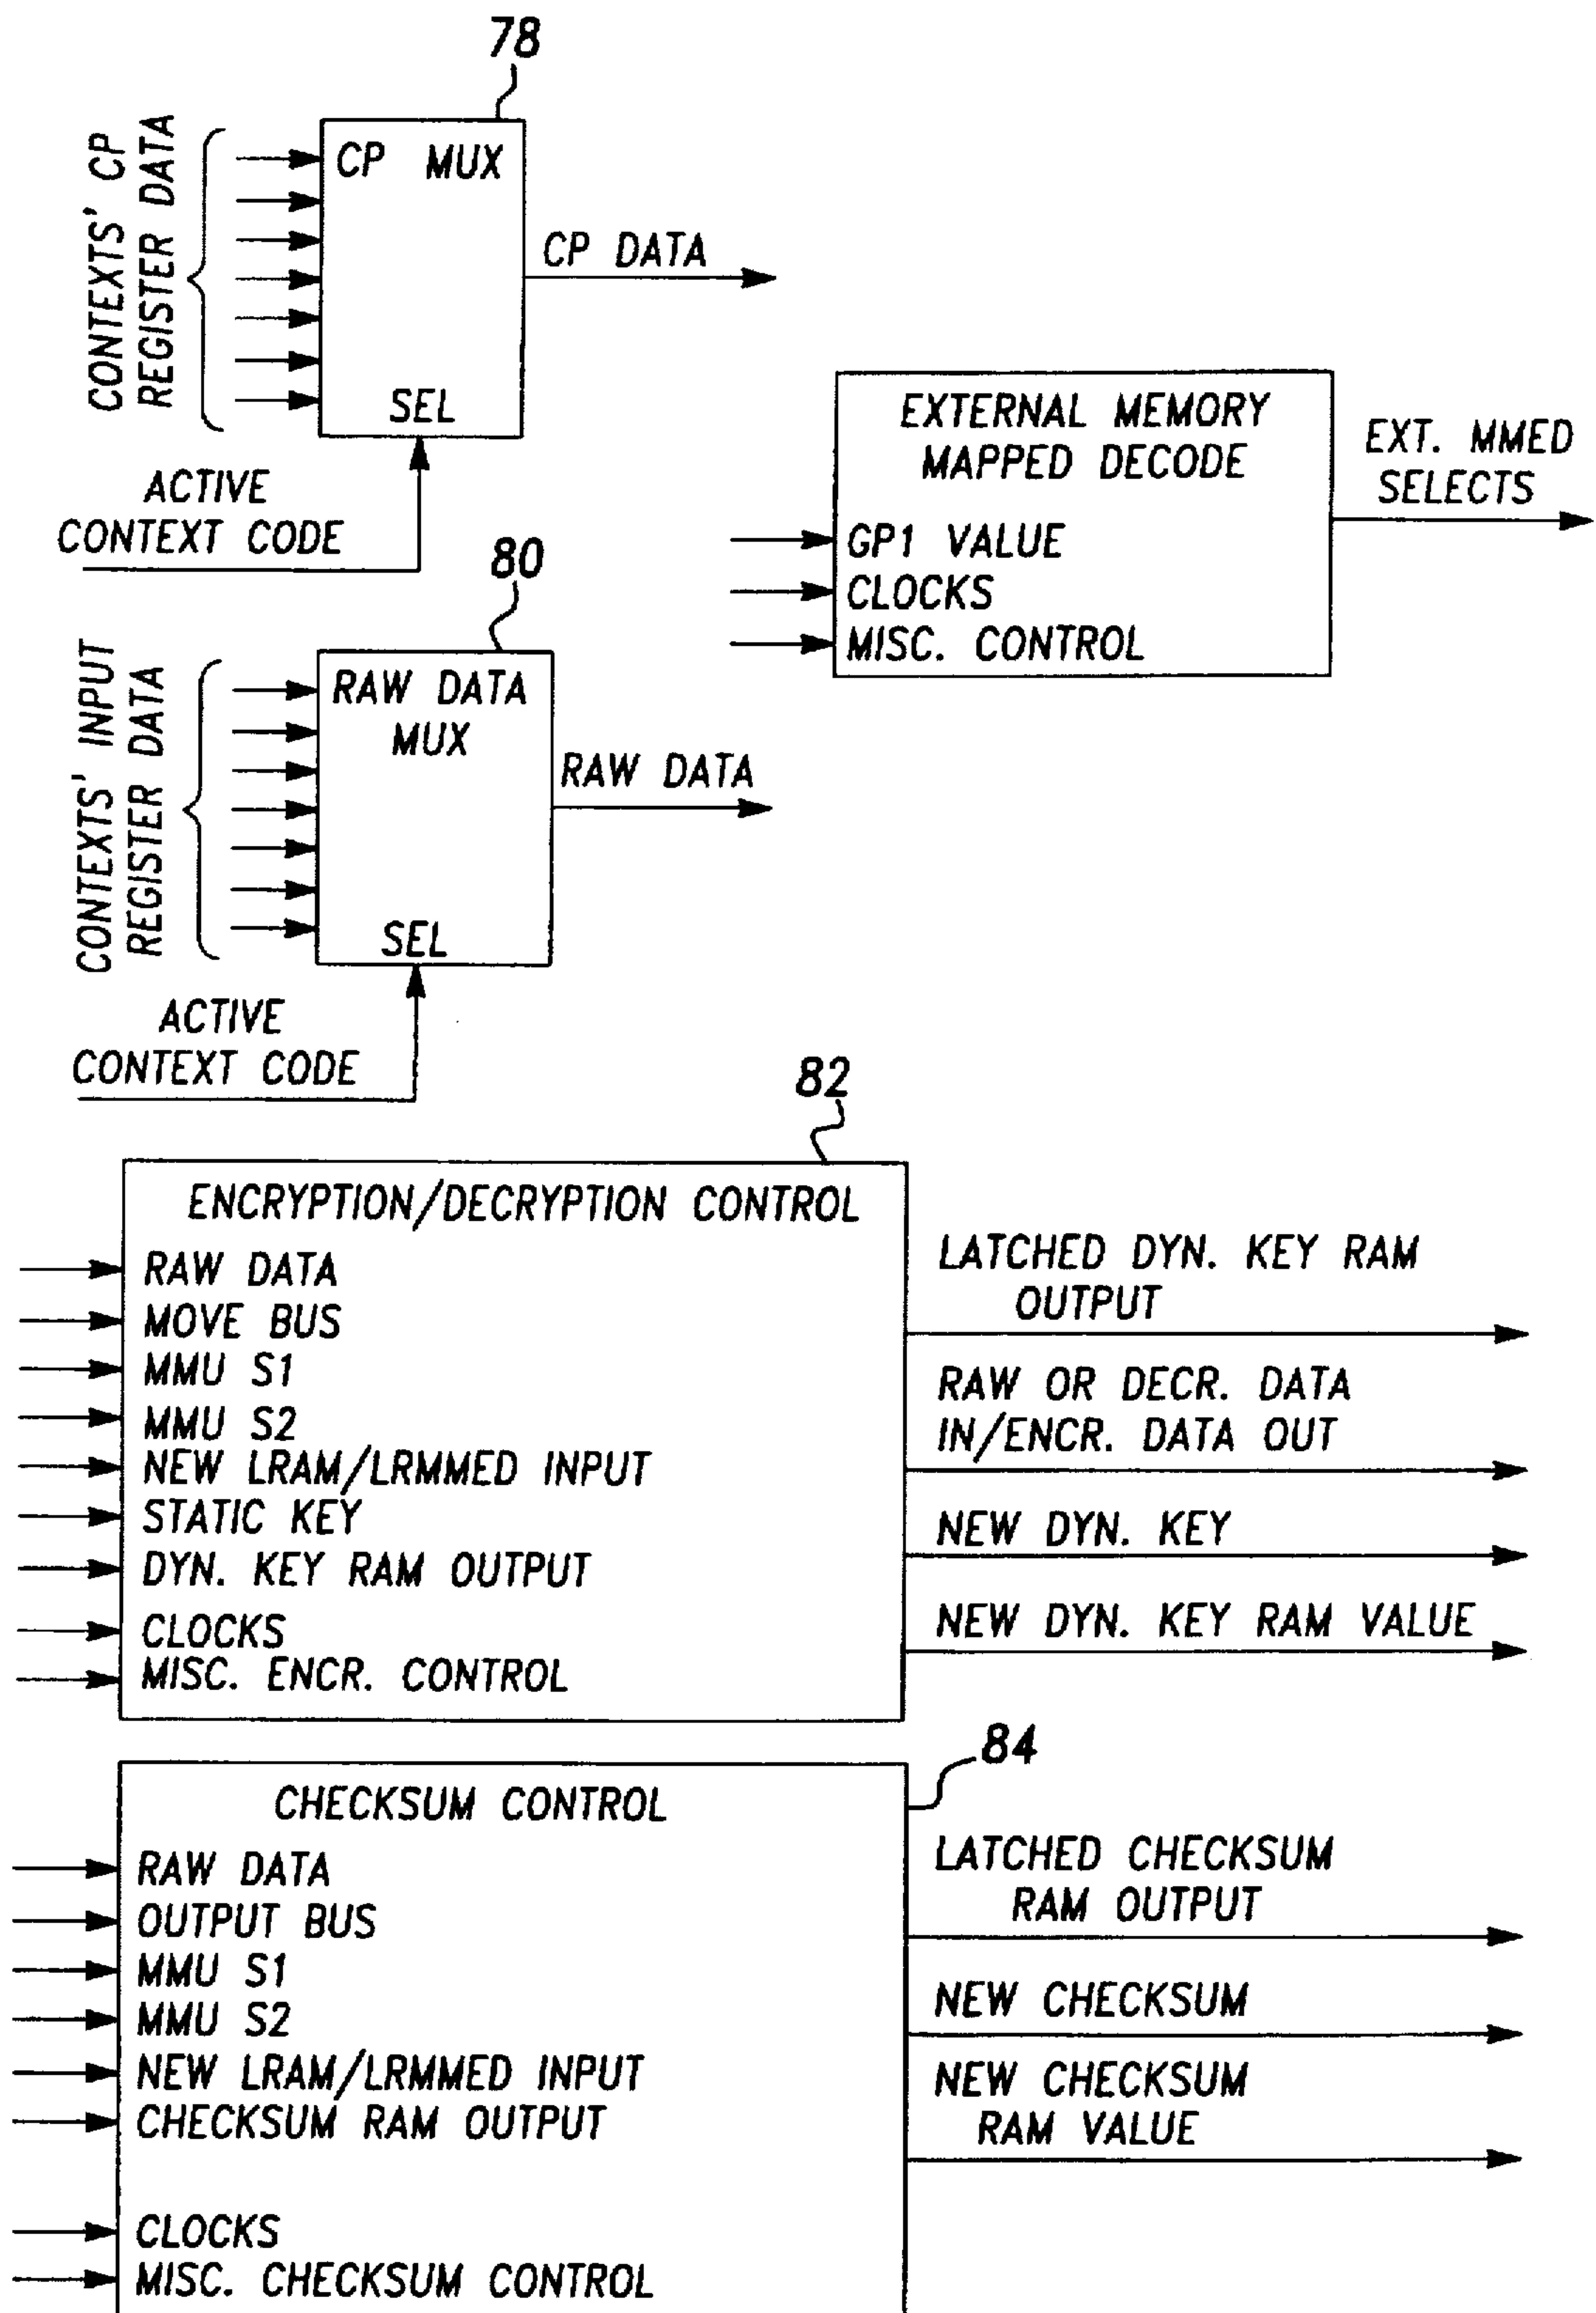 78
CONTEXTS' CP
REGISTER DATA
CP MUX
SEL
CP DATA
ACTIVE
CONTEXT CODE
EXTERNAL MEMORY
MAPPED DECODE
GP1 VALUE
CLOCKS
MISC. CONTROL
EXT. MMED
SELECTS
80
CONTEXTS' INPUT
REGISTER DATA
RAW DATA
MUX
SEL
RAW DATA
ACTIVE
CONTEXT CODE
82
ENCRYPTION/DECRYPTION CONTROL
RAW DATA
MOVE BUS
MMU S1
MMU S2
NEW LRAM/LRMMED INPUT
STATIC KEY
DYN. KEY RAM OUTPUT
CLOCKS
MISC. ENCR. CONTROL
LATCHED DYN. KEY RAM
OUTPUT
RAW OR DECR. DATA
IN/ENCR. DATA OUT
NEW DYN. KEY
NEW DYN. KEY RAM VALUE
84
CHECKSUM CONTROL
RAW DATA
OUTPUT BUS
MMU S1
MMU S2
NEW LRAM/LRMMED INPUT
CHECKSUM RAM OUTPUT
CLOCKS
MISC. CHECKSUM CONTROL
LATCHED CHECKSUM
RAM OUTPUT
NEW CHECKSUM
NEW CHECKSUM
RAM VALUE